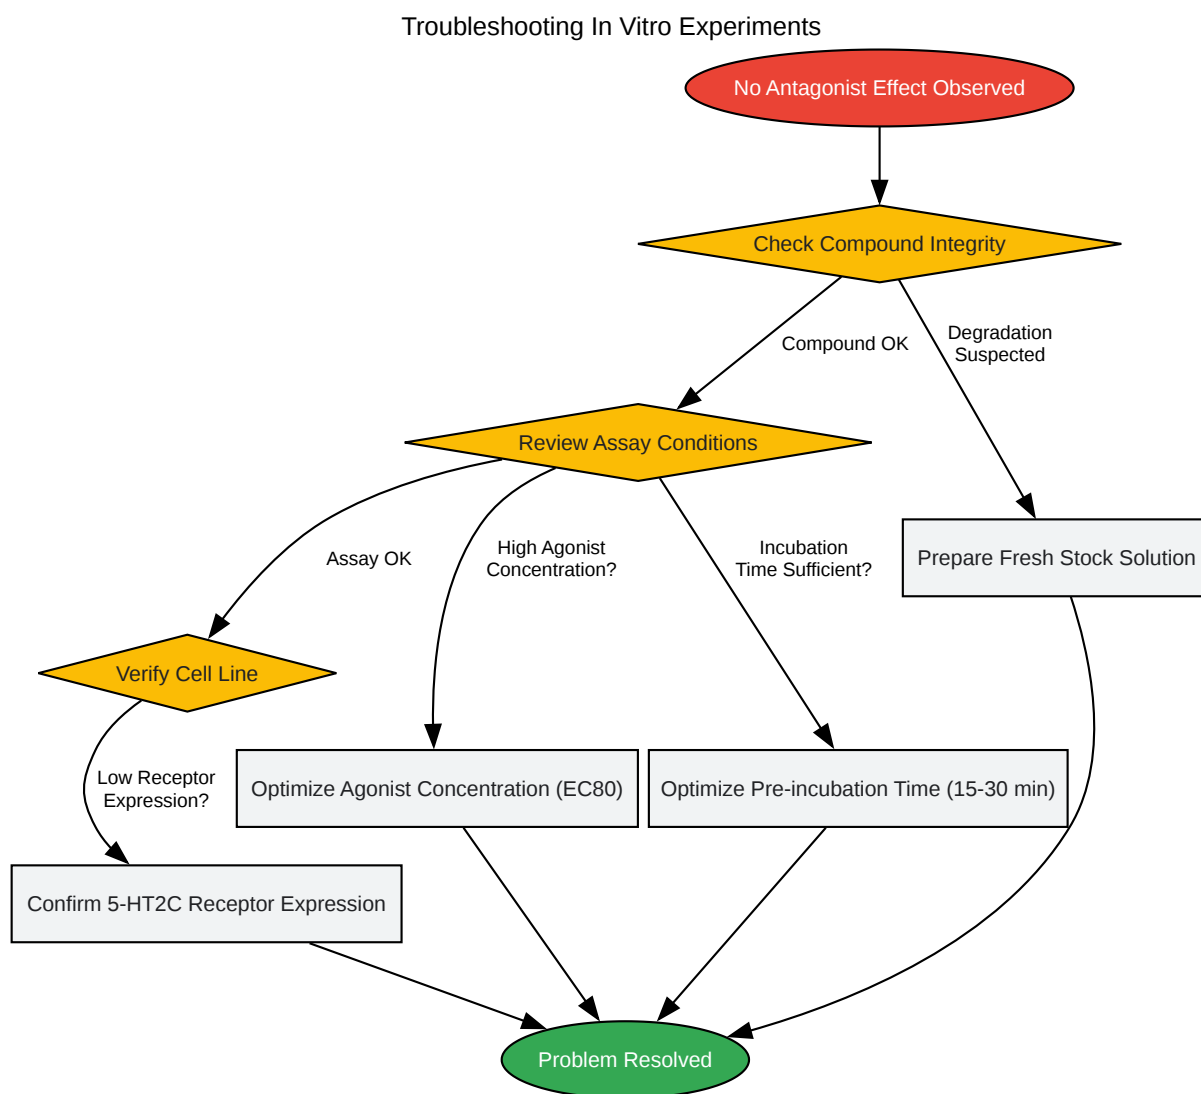 Troubleshooting In Vitro Experiments
No Antagonist Effect Observed
Check Compound Integrity
Compound OK
Degradation
Suspected
Review Assay Conditions
Prepare Fresh Stock Solution
Assay OK
High Agonist
Concentration?
Incubation
Time Sufficient?
Verify Cell Line
Low Receptor
Expression?
Optimize Agonist Concentration (EC80)
Optimize Pre-incubation Time (15-30 min)
Confirm 5-HT2C Receptor Expression
Problem Resolved